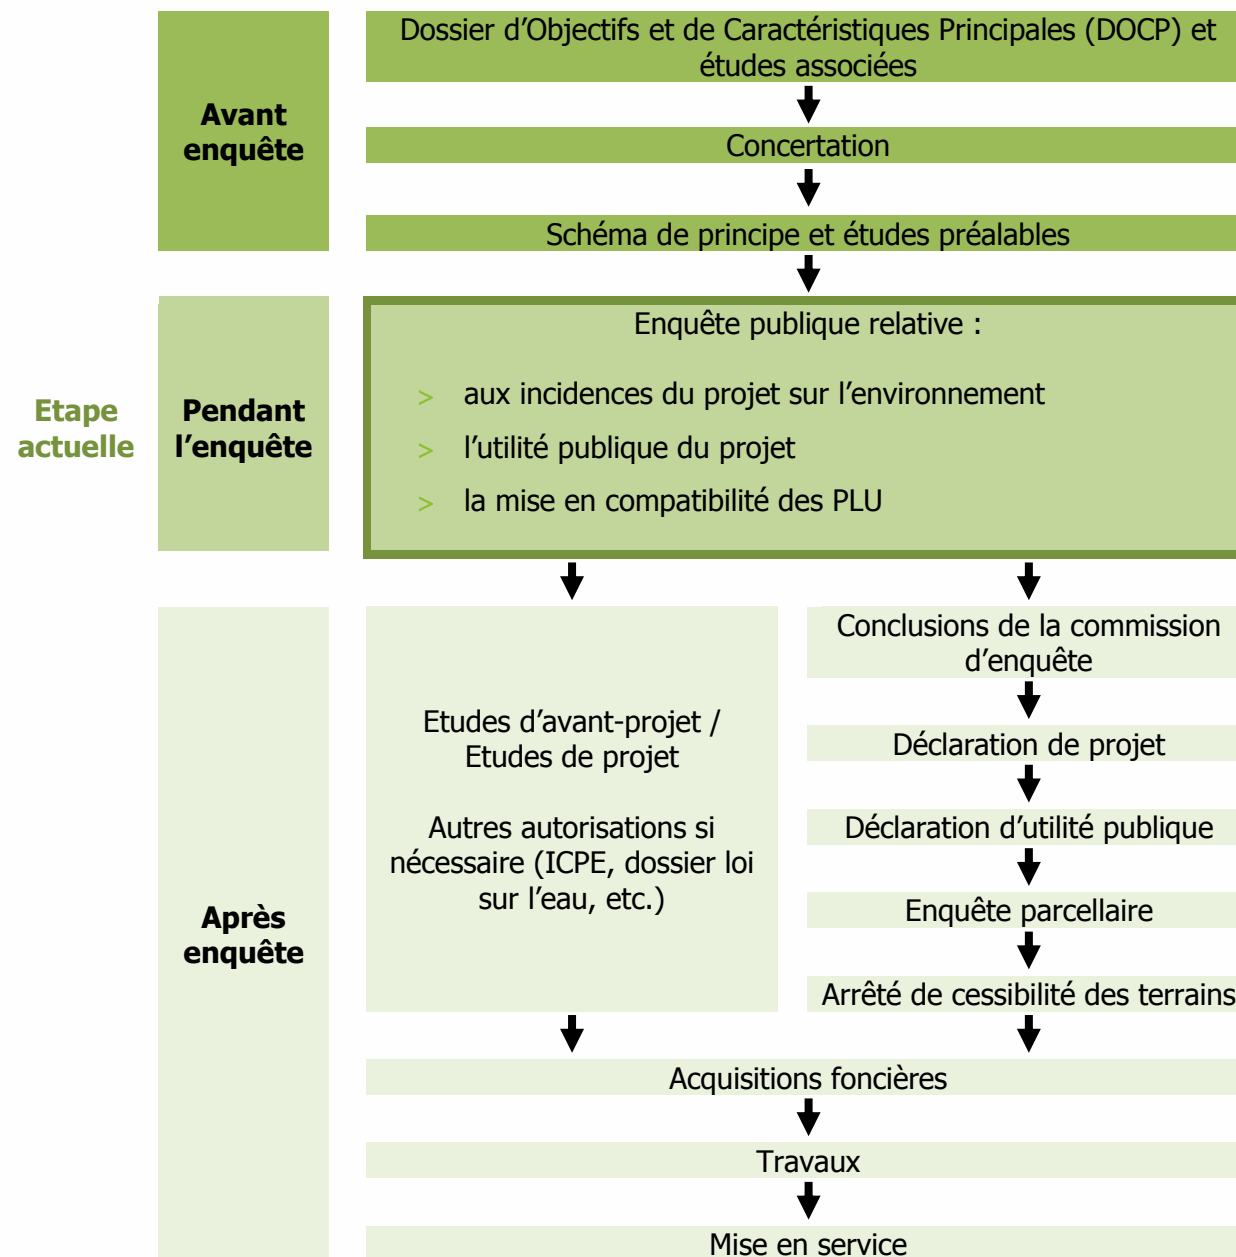 Avant
enquête
Dossier d’Objectifs et de Caractéristiques Principales (DOCP) et
études associées
Concertation
Schéma de principe et études préalables
Etape
actuelle
Pendant
l’enquête
Enquête publique relative :
> aux incidences du projet sur l’environnement
> l’utilité publique du projet
> la mise en compatibilité des PLU
Après
enquête
Etudes d’avant-projet /
Etudes de projet
Autres autorisations si
nécessaire (ICPE, dossier loi
sur l’eau, etc.)
Conclusions de la commission
d’enquête
Déclaration de projet
Déclaration d’utilité publique
Enquête parcellaire
Arrêté de cessibilité des terrains
Acquisitions foncières
Travaux
Mise en service